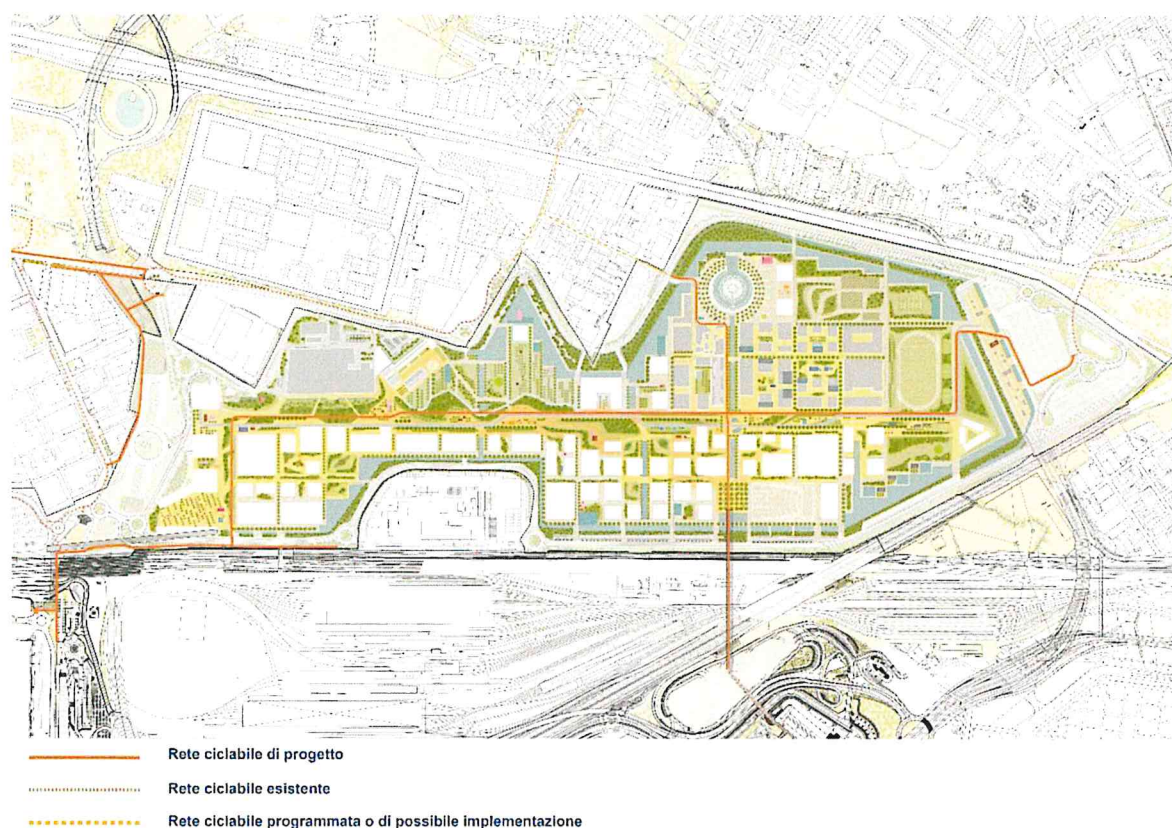 Rete ciclabile di progetto
Rete ciclabile esistente
Rete ciclabile programmata o di possibile implementazione